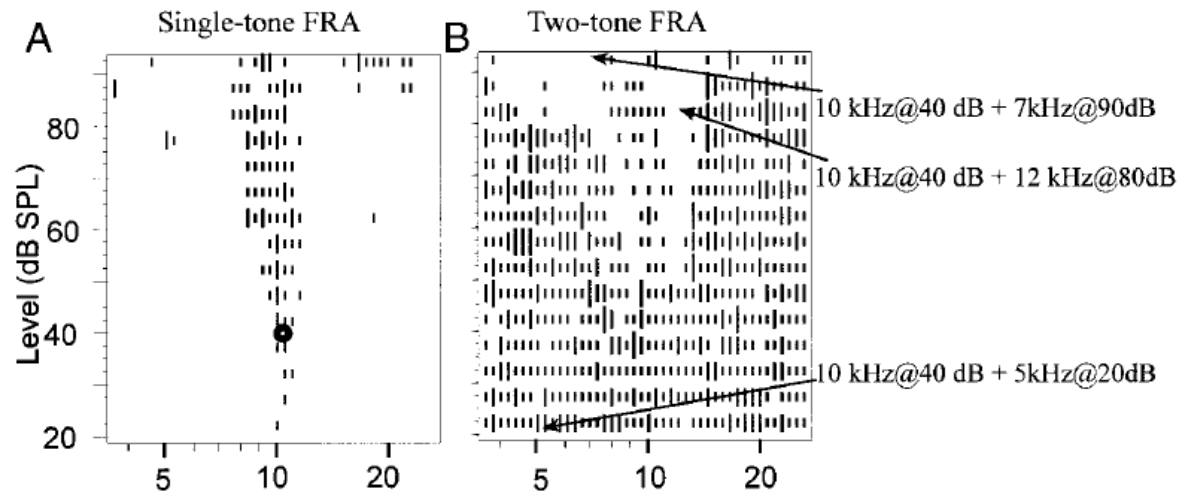 A Single-tone FRA
B Two-tone FRA
Level (dB SPL)
80
60
40
20
5 10 20
5 10 20
10 kHz@40 dB + 7kHz@90dB
10 kHz@40 dB + 12 kHz@80dB
10 kHz@40 dB + 5kHz@20dB